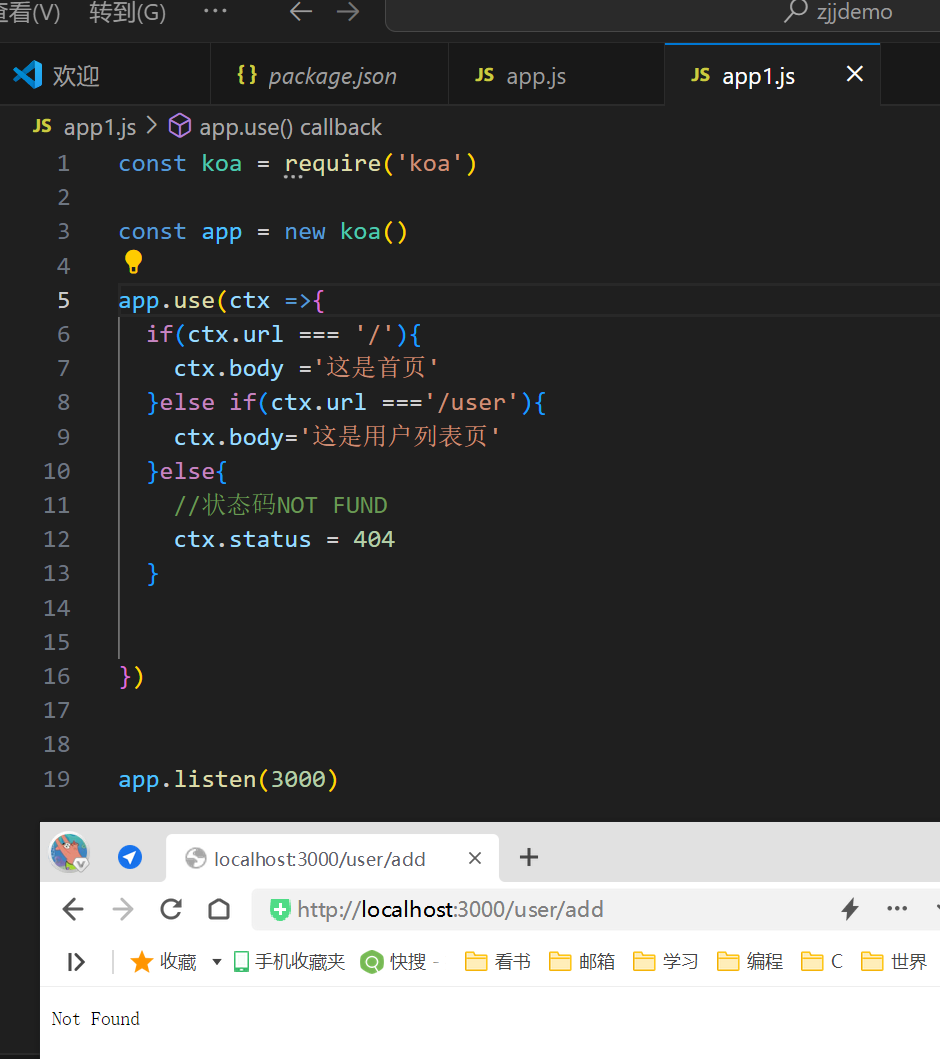 查看(V) 转到(G) ··· zjjdemo
欢迎 {} package.json JS app.js JS app1.js
JS app1.js > app.use() callback
1 const koa = require('koa')
2
3 const app = new koa()
4
5 app.use(ctx =>{
6 if(ctx.url === '/'){
7 ctx.body ='这是首页'
8 }else if(ctx.url ==='/user'){
9 ctx.body='这是用户列表页'
10 }else{
11 //状态码NOT FUND
12 ctx.status = 404
13 }
14
15
16 })
17
18
19 app.listen(3000)
localhost:3000/user/add
http://localhost:3000/user/add
收藏 手机收藏夹 快搜 - 看书 邮箱 学习 编程 C 世界
Not Found